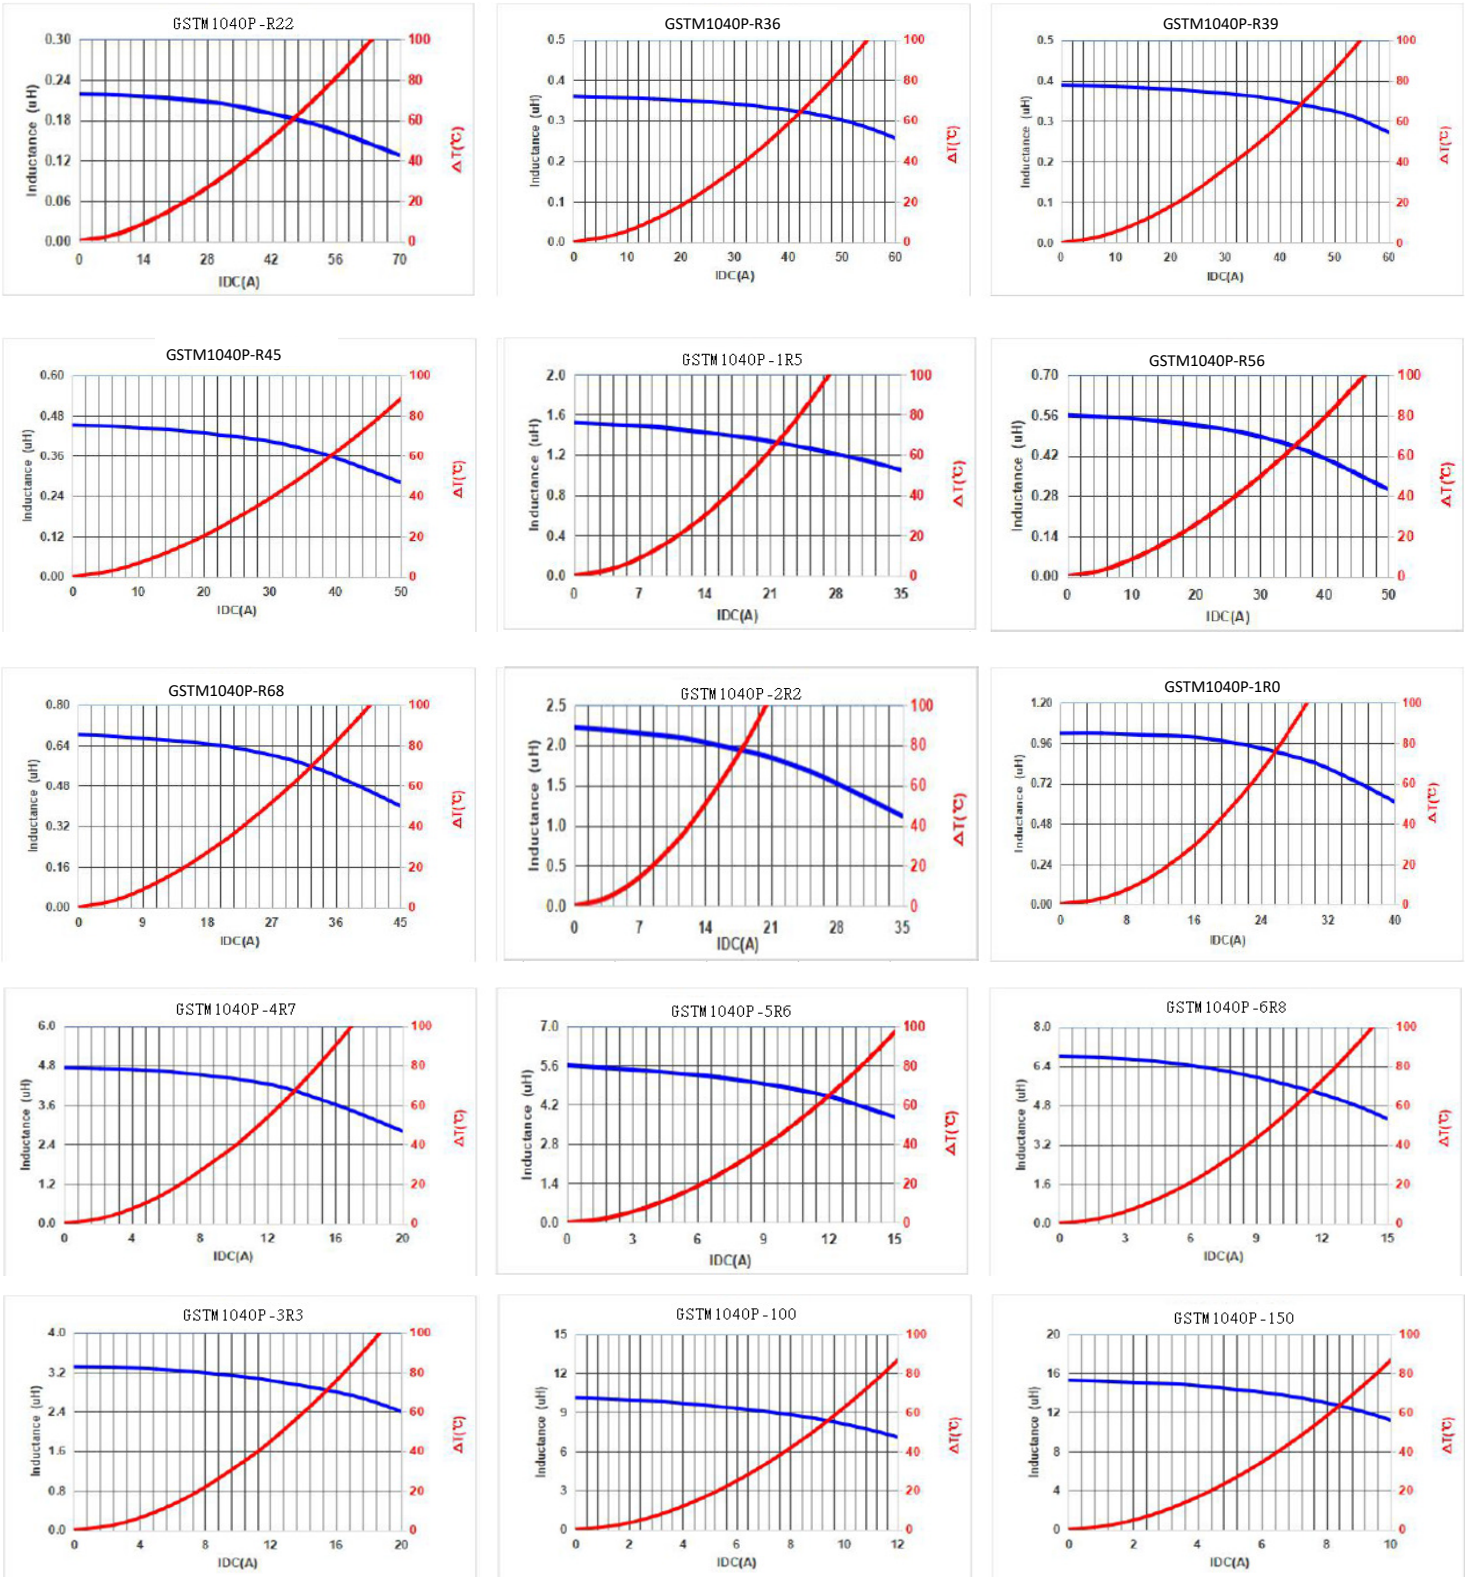 GSTM1040P-R22
0.30
0.24
0.18
0.12
0.06
0.00
Inductance (uH)
100
80
60
40
20
0
ΔT(℃)
0 14 28 42 56 70
IDC(A)
GSTM1040P-R36
0.5
0.4
0.3
0.2
0.1
0.0
Inductance (uH)
100
80
60
40
20
0
ΔT(℃)
0 10 20 30 40 50 60
IDC(A)
GSTM1040P-R39
0.5
0.4
0.3
0.2
0.1
0.0
Inductance (uH)
100
80
60
40
20
0
ΔT(℃)
0 10 20 30 40 50 60
IDC(A)
GSTM1040P-R45
0.60
0.48
0.36
0.24
0.12
0.00
Inductance (uH)
100
80
60
40
20
0
ΔT(℃)
0 10 20 30 40 50
IDC(A)
GSTM1040P-1R5
2.0
1.6
1.2
0.8
0.4
0.0
Inductance (uH)
100
80
60
40
20
0
ΔT(℃)
0 7 14 21 28 35
IDC(A)
GSTM1040P-R56
0.70
0.56
0.42
0.28
0.14
0.00
Inductance (uH)
100
80
60
40
20
0
ΔT(℃)
0 10 20 30 40 50
IDC(A)
GSTM1040P-R68
0.80
0.64
0.48
0.32
0.16
0.00
Inductance (uH)
100
80
60
40
20
0
ΔT(℃)
0 9 18 27 36 45
IDC(A)
GSTM1040P-2R2
2.5
2.0
1.5
1.0
0.5
0.0
Inductance (uH)
100
80
60
40
20
0
ΔT(℃)
0 7 14 21 28 35
IDC(A)
GSTM1040P-1R0
1.20
0.96
0.72
0.48
0.24
0.00
Inductance (uH)
100
80
60
40
20
0
ΔT(℃)
0 8 16 24 32 40
IDC(A)
GSTM1040P-4R7
6.0
4.8
3.6
2.4
1.2
0.0
Inductance (uH)
100
80
60
40
20
0
ΔT(℃)
0 4 8 12 16 20
IDC(A)
GSTM1040P-5R6
7.0
5.6
4.2
2.8
1.4
0.0
Inductance (uH)
100
80
60
40
20
0
ΔT(℃)
0 3 6 9 12 15
IDC(A)
GSTM1040P-6R8
8.0
6.4
4.8
3.2
1.6
0.0
Inductance (uH)
100
80
60
40
20
0
ΔT(℃)
0 3 6 9 12 15
IDC(A)
GSTM1040P-3R3
4.0
3.2
2.4
1.6
0.8
0.0
Inductance (uH)
100
80
60
40
20
0
ΔT(℃)
0 4 8 12 16 20
IDC(A)
GSTM1040P-100
15
12
9
6
3
0
Inductance (uH)
100
80
60
40
20
0
ΔT(℃)
0 2 4 6 8 10 12
IDC(A)
GSTM1040P-150
20
16
12
8
4
0
Inductance (uH)
100
80
60
40
20
0
ΔT(℃)
0 2 4 6 8 10
IDC(A)